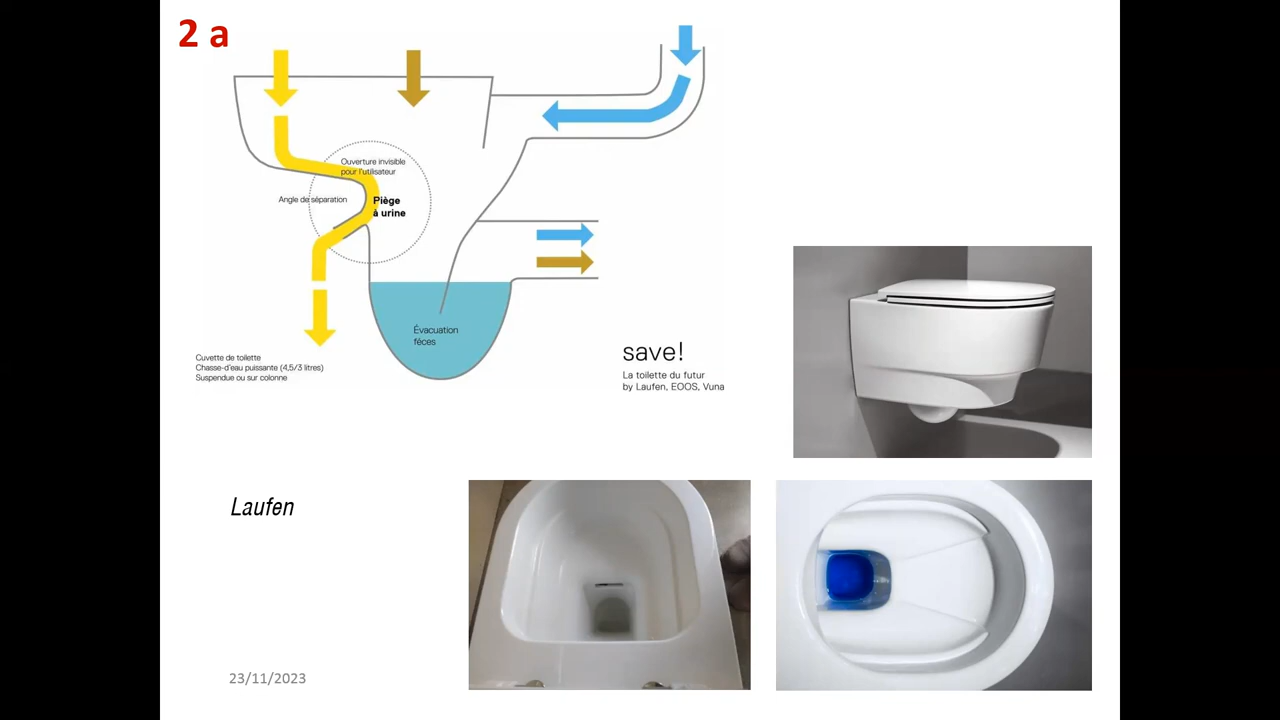 2 a
Ouverture invisible
pour l'utilisateur
Angle de séparation
Piège
à urine
Évacuation
féces
Cuvette de toilette
Chasse-d'eau puissante (4,5/3 litres)
Suspendue ou sur colonne
save!
La toilette du futur
by Laufen, EOOS, Vuna
Laufen
23/11/2023